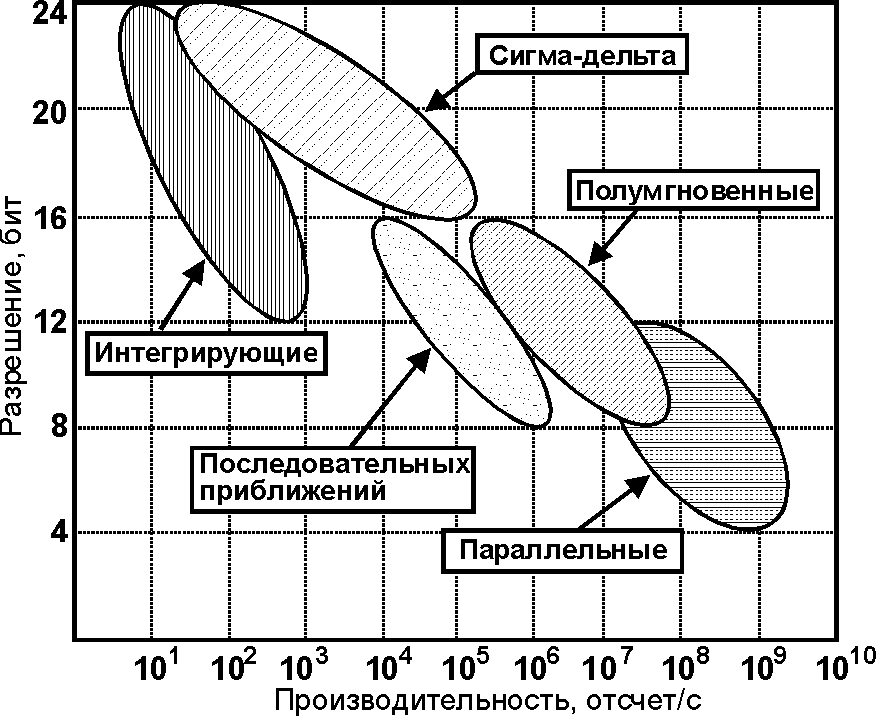 24
Сигма-дельта
20
Полумгновенные
16
Разрешение, бит
12
Интегрирующие
8
Последовательных
приближений
Параллельные
4
10¹ 10² 10³ 10⁴ 10⁵ 10⁶ 10⁷ 10⁸ 10⁹ 10¹⁰
Производительность, отсчет/с